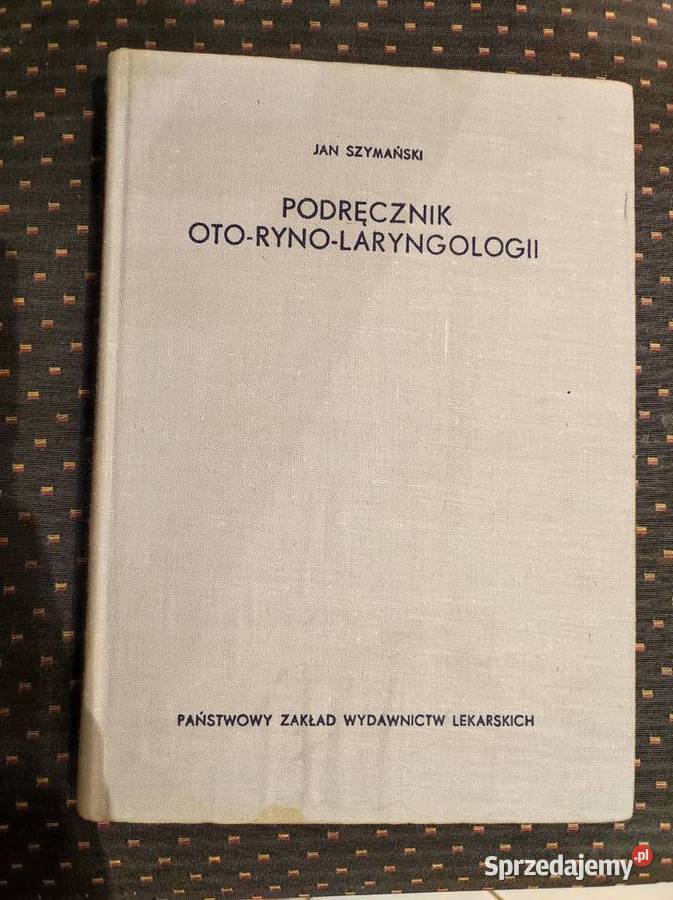 JAN SZYMAŃSKI
PODRĘCZNIK
OTO-RYNO-LARYNGOLOGII
PAŃSTWOWY ZAKŁAD WYDAWNICTW LEKARSKICH
Sprzedajemy.pl